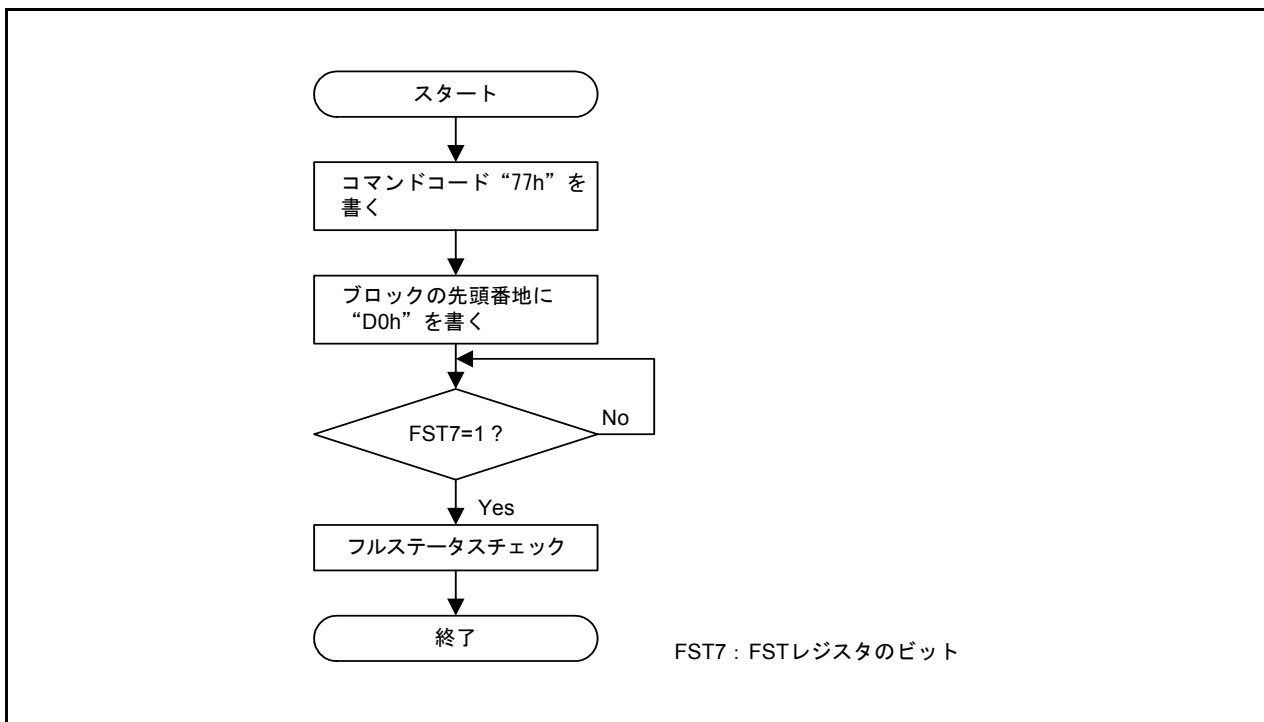 スタート
コマンドコード“77h”を
書く
ブロックの先頭番地に
“D0h”を書く
FST7=1 ?
No
Yes
フルステータスチェック
終了
FST7 : FSTレジスタのビット